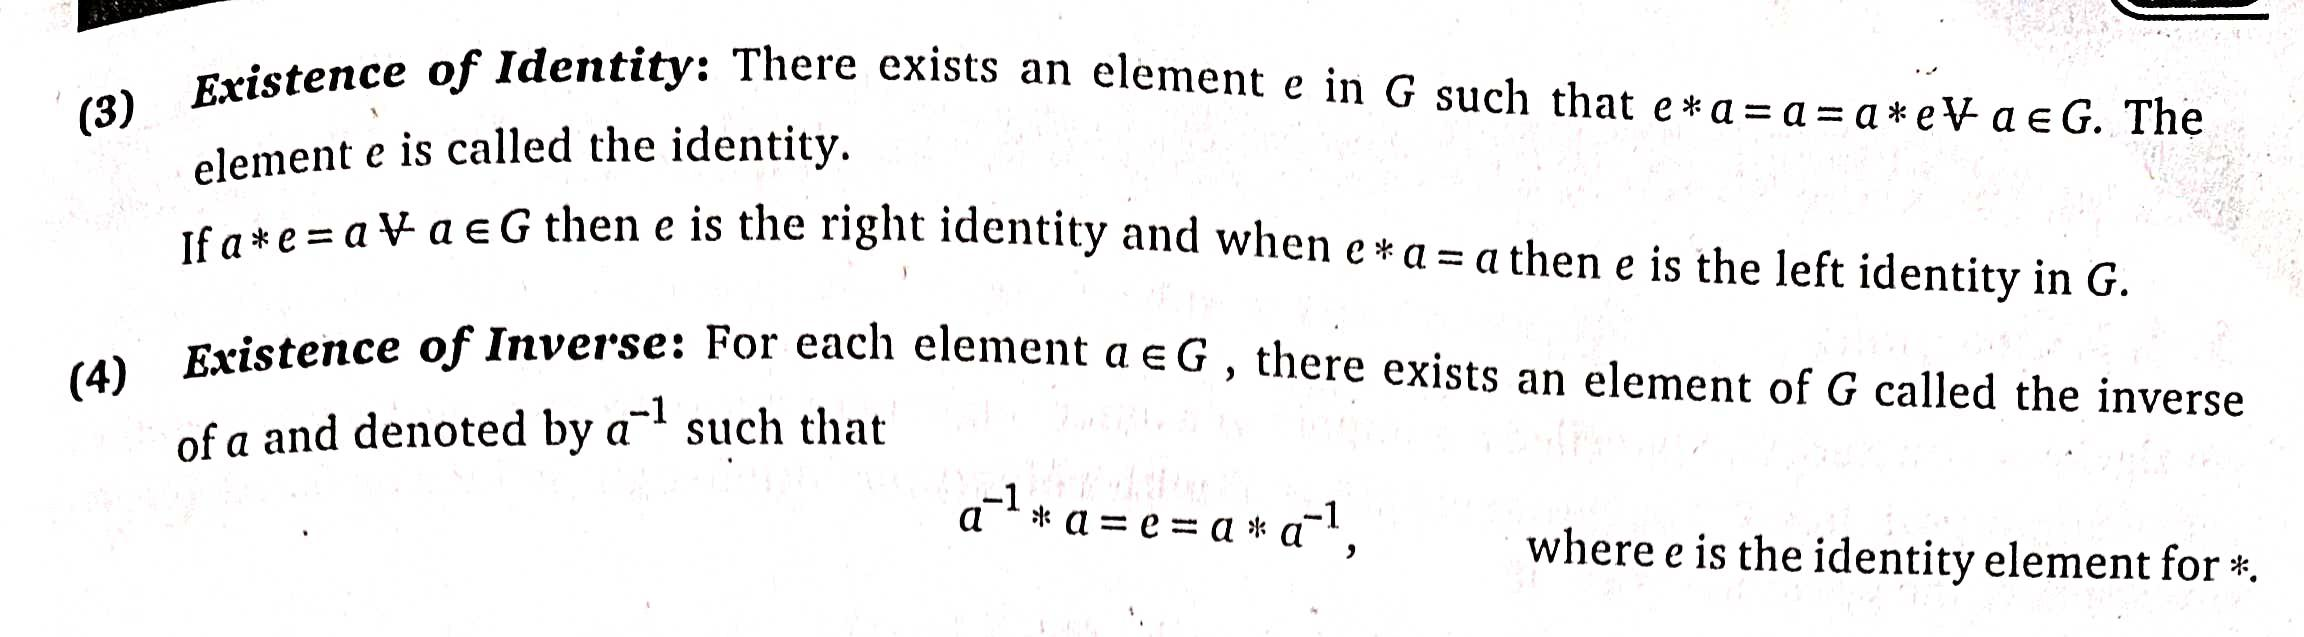 (3) Existence of Identity: There exists an element e in G such that e * a = a = a * e ∀ a ∈ G. The
element e is called the identity.
If a * e = a ∀ a ∈ G then e is the right identity and when e * a = a then e is the left identity in G.
(4) Existence of Inverse: For each element a ∈ G , there exists an element of G called the inverse
of a and denoted by a⁻¹ such that
a⁻¹ * a = e = a * a⁻¹, where e is the identity element for *.